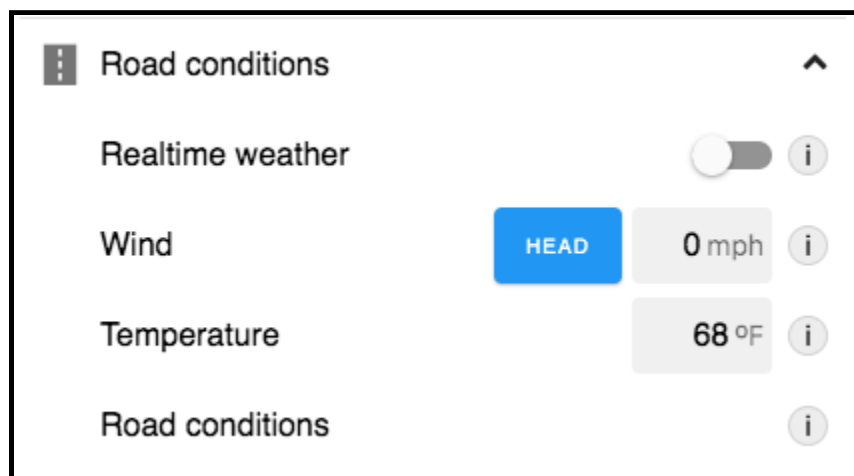 Road conditions
Realtime weather i
Wind HEAD 0 mph i
Temperature 68 ºF i
Road conditions i